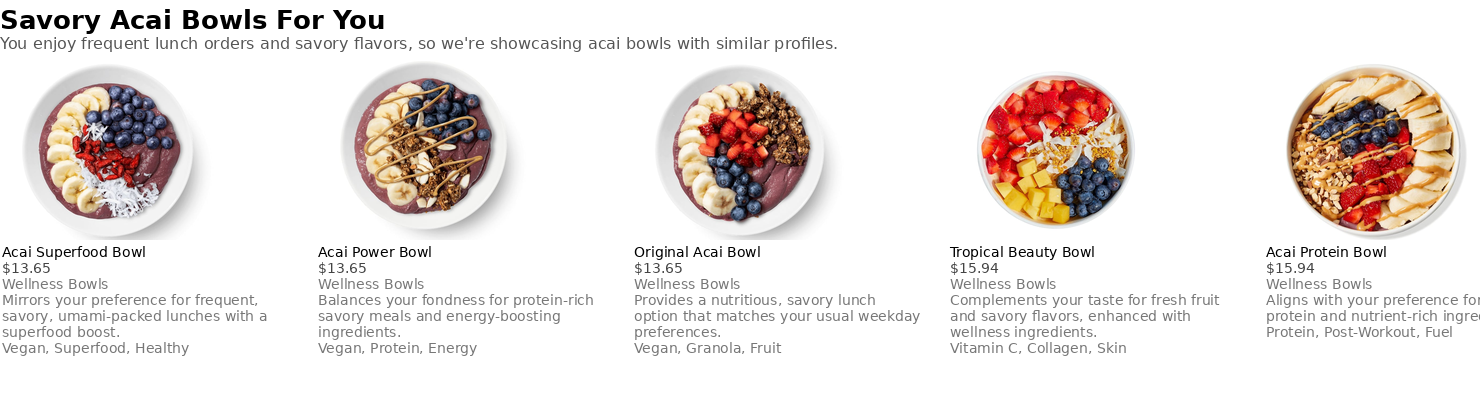 Savory Acai Bowls For You
You enjoy frequent lunch orders and savory flavors, so we're showcasing acai bowls with similar profiles.
Acai Superfood Bowl
$13.65
Wellness Bowls
Mirrors your preference for frequent,
savory, umami-packed lunches with a
superfood boost.
Vegan, Superfood, Healthy
Acai Power Bowl
$13.65
Wellness Bowls
Balances your fondness for protein-rich
savory meals and energy-boosting
ingredients.
Vegan, Protein, Energy
Original Acai Bowl
$13.65
Wellness Bowls
Provides a nutritious, savory lunch
option that matches your usual weekday
preferences.
Vegan, Granola, Fruit
Tropical Beauty Bowl
$15.94
Wellness Bowls
Complements your taste for fresh fruit
and savory flavors, enhanced with
wellness ingredients.
Vitamin C, Collagen, Skin
Acai Protein Bowl
$15.94
Wellness Bowls
Aligns with your preference for
protein and nutrient-rich
Protein, Post-Workout, Fuel